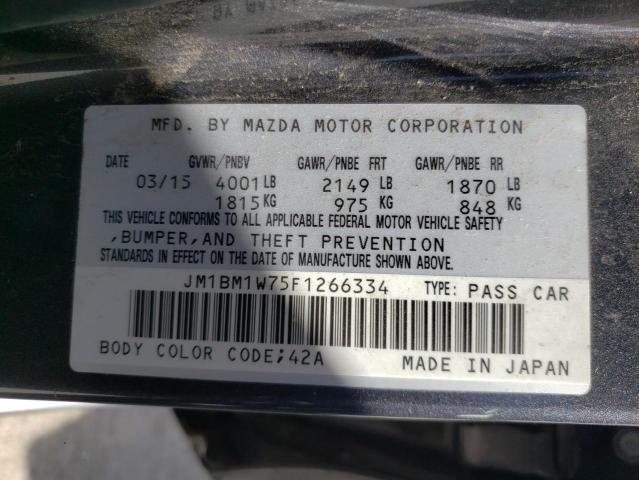 MFD. BY MAZDA MOTOR CORPORATION
DATE GVWR/PNBV GAWR/PNBE FRT GAWR/PNBE RR
03/15 4001 LB 2149 LB 1870 LB
1815 KG 975 KG 848 KG
THIS VEHICLE CONFORMS TO ALL APPLICABLE FEDERAL MOTOR VEHICLE SAFETY
,BUMPER,AND THEFT PREVENTION
STANDARDS IN EFFECT ON THE DATE OF MANUFACTURE SHOWN ABOVE.
JM1BM1W75F1266334 TYPE: PASS CAR
BODY COLOR CODE;42A MADE IN JAPAN